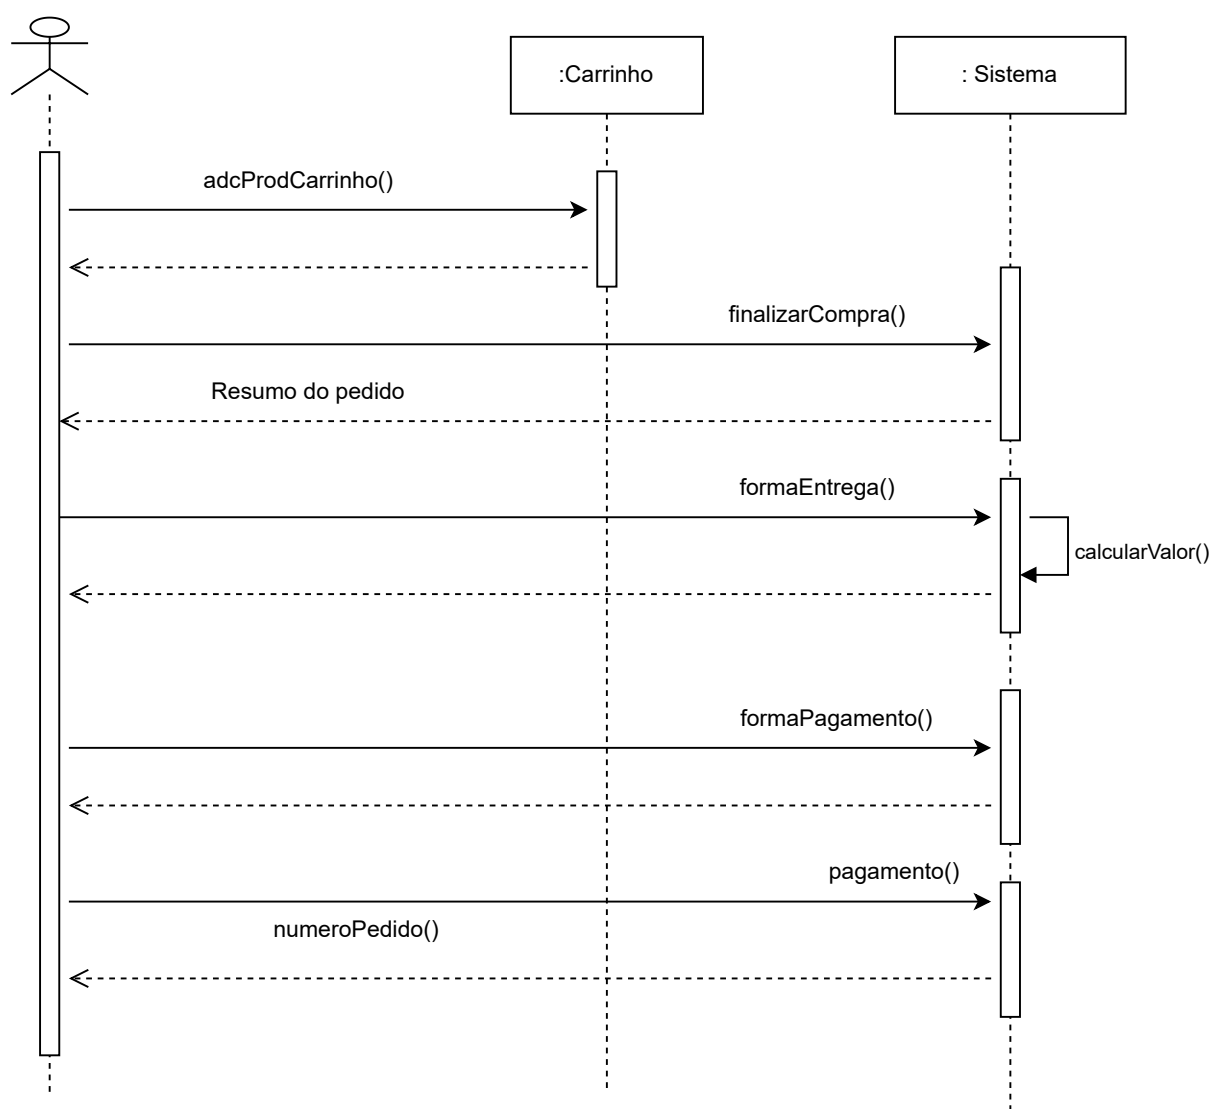 :Carrinho
: Sistema
adcProdCarrinho()
finalizarCompra()
Resumo do pedido
formaEntrega()
calcularValor()
formaPagamento()
pagamento()
numeroPedido()